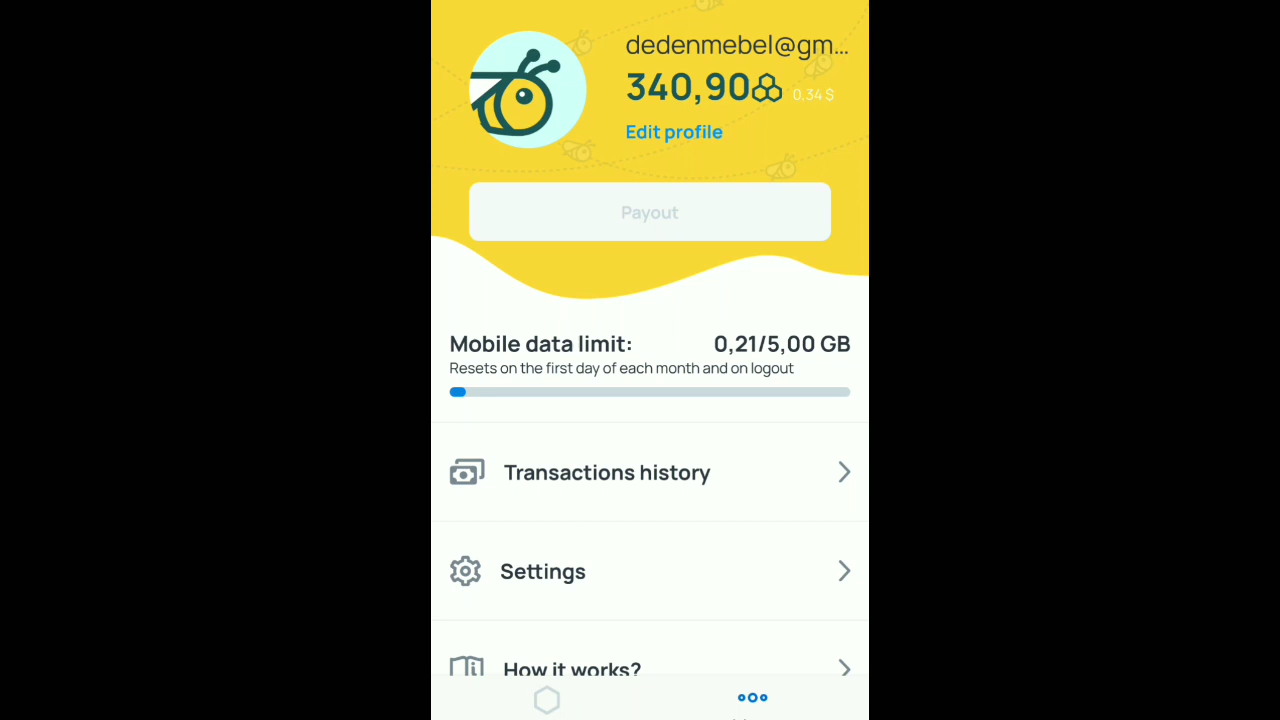 dedenmebel@gm...
340,90 0,34 $
Edit profile
Payout
Mobile data limit: 0,21/5,00 GB
Resets on the first day of each month and on logout
Transactions history
Settings
How it works?